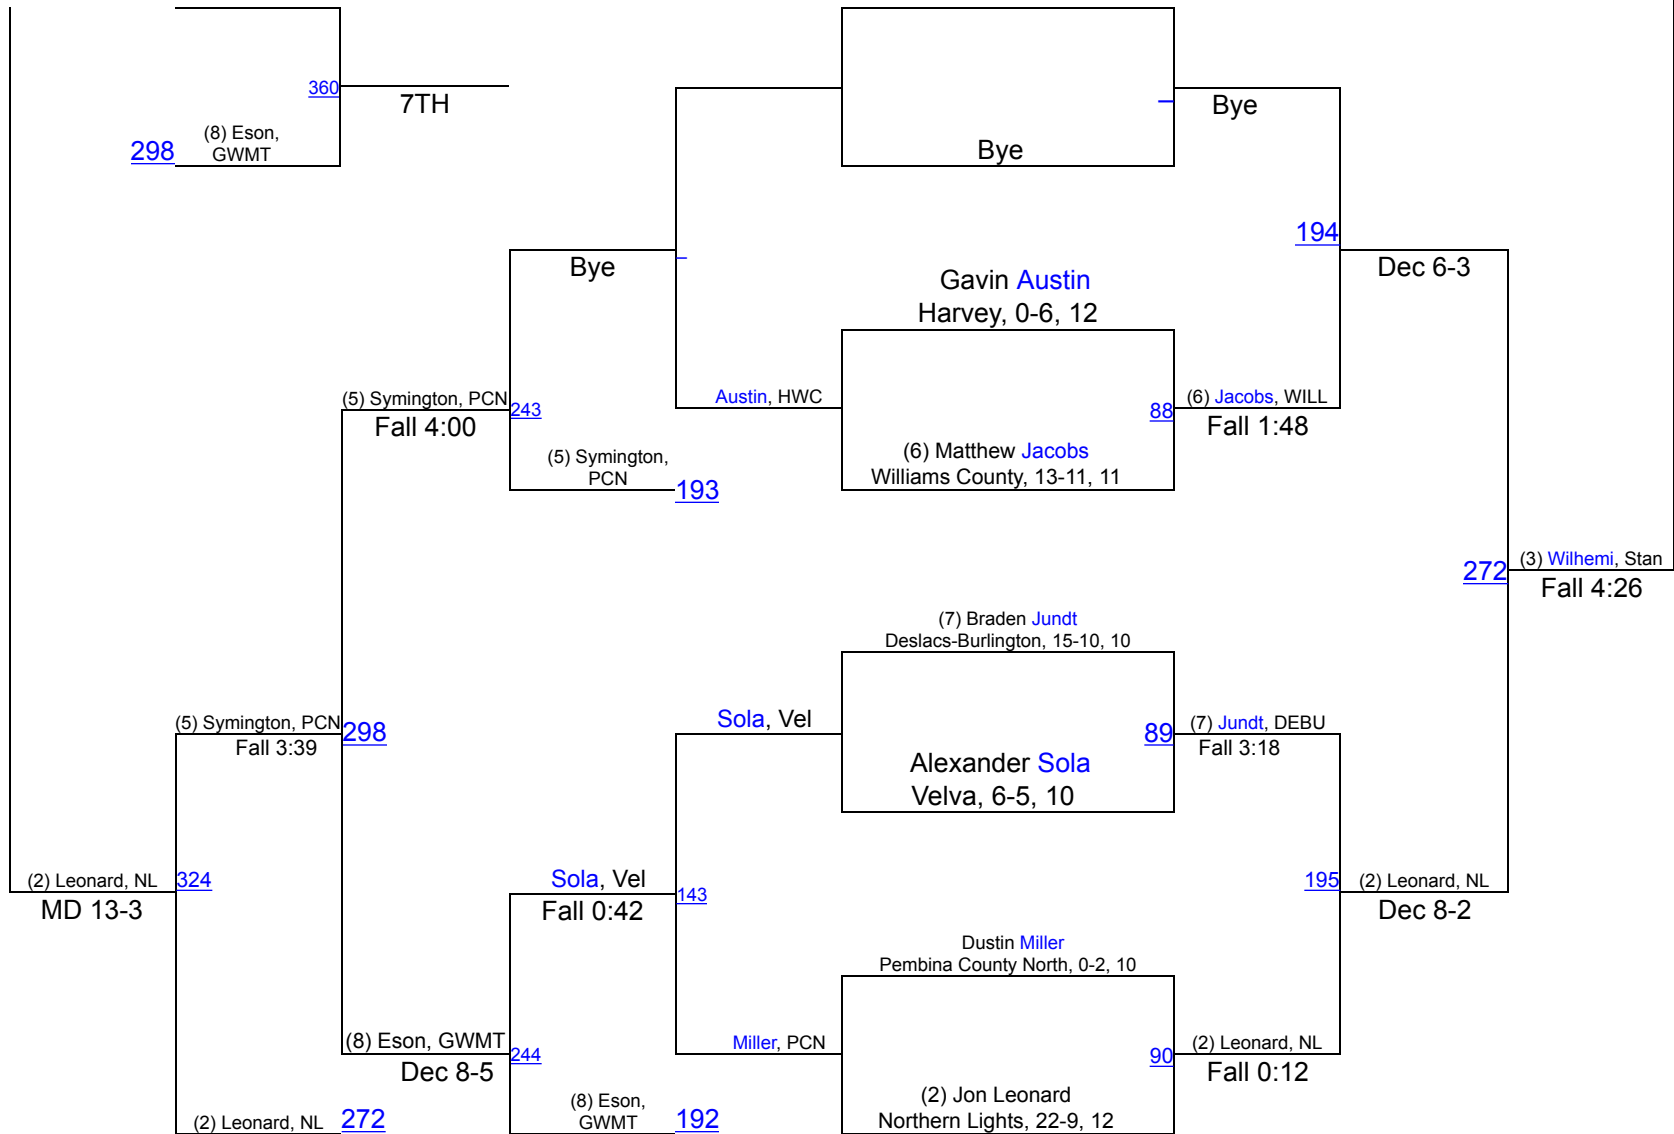 360
7TH
(8) Eson,
GWMT
298
Bye
Bye
194
Bye
Dec 6-3
Gavin Austin
Harvey, 0-6, 12
(5) Symington, PCN
Fall 4:00
243
Austin, HWC
88
(6) Jacobs, WILL
Fall 1:48
(5) Symington,
PCN
193
(6) Matthew Jacobs
Williams County, 13-11, 11
272
(3) Wilhemi, Stan
Fall 4:26
(7) Braden Jundt
Deslacs-Burlington, 15-10, 10
(5) Symington, PCN
Fall 3:39
298
Sola, Vel
89
(7) Jundt, DEBU
Fall 3:18
Alexander Sola
Velva, 6-5, 10
(2) Leonard, NL
MD 13-3
324
Sola, Vel
Fall 0:42
143
195
(2) Leonard, NL
Dec 8-2
Dustin Miller
Pembina County North, 0-2, 10
(8) Eson, GWMT
Dec 8-5
244
Miller, PCN
90
(2) Leonard, NL
Fall 0:12
(2) Jon Leonard
Northern Lights, 22-9, 12
(2) Leonard, NL
272
(8) Eson,
GWMT
192